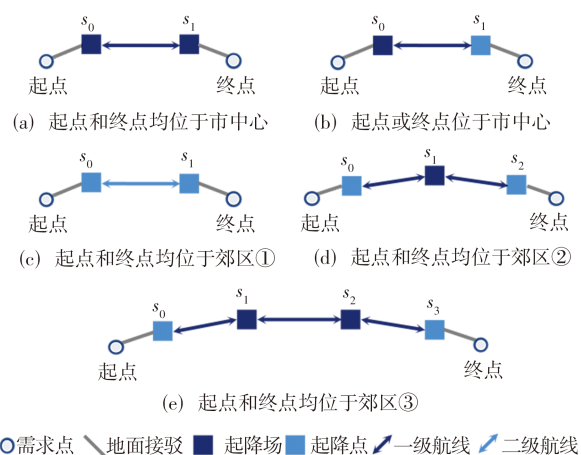 s0 s1 s0 s1
起点 终点 起点 终点
(a) 起点和终点均位于市中心 (b) 起点或终点位于市中心
s0 s1 s0 s1 s2
起点 终点 起点 终点
(c) 起点和终点均位于郊区① (d) 起点和终点均位于郊区②
s0 s1 s2 s3
起点 终点
(e) 起点和终点均位于郊区③
需求点 地面接驳 起降场 起降点 一级航线 二级航线